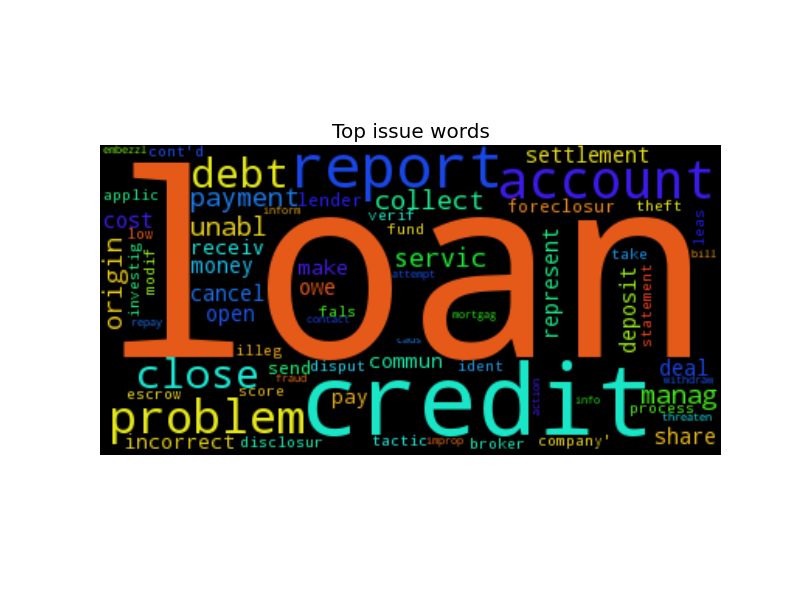 Top issue words
embezzl cont'd
debt report settlement
account
applic payment lender collect foreclosur theft
inform verif
cost unabl fund leas
low
origin investig modif receiv servic represent take bill
money make attempt deposit statement
cancel owe
loan
repay open fals contact mortgag
caus
illeg commun
close send disput ident deal
fraud withdraw
escrow score pay credit action info manag
process
problem threaten
incorrect disclosur tactic improp broker company' share